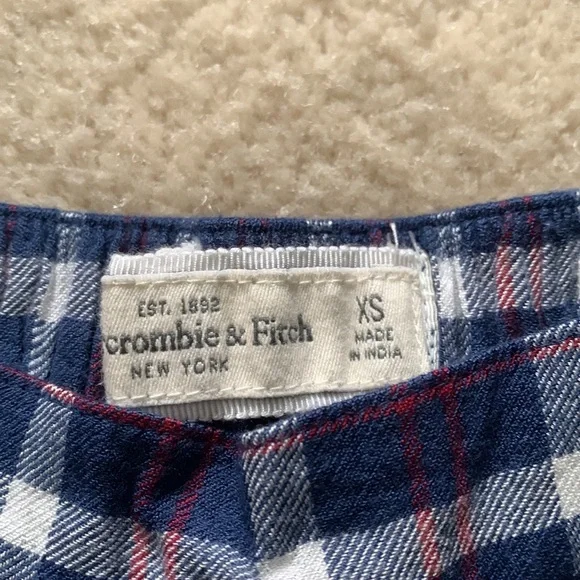 EST. 1892
crombie & Fitch
NEW YORK
XS
MADE
IN INDIA